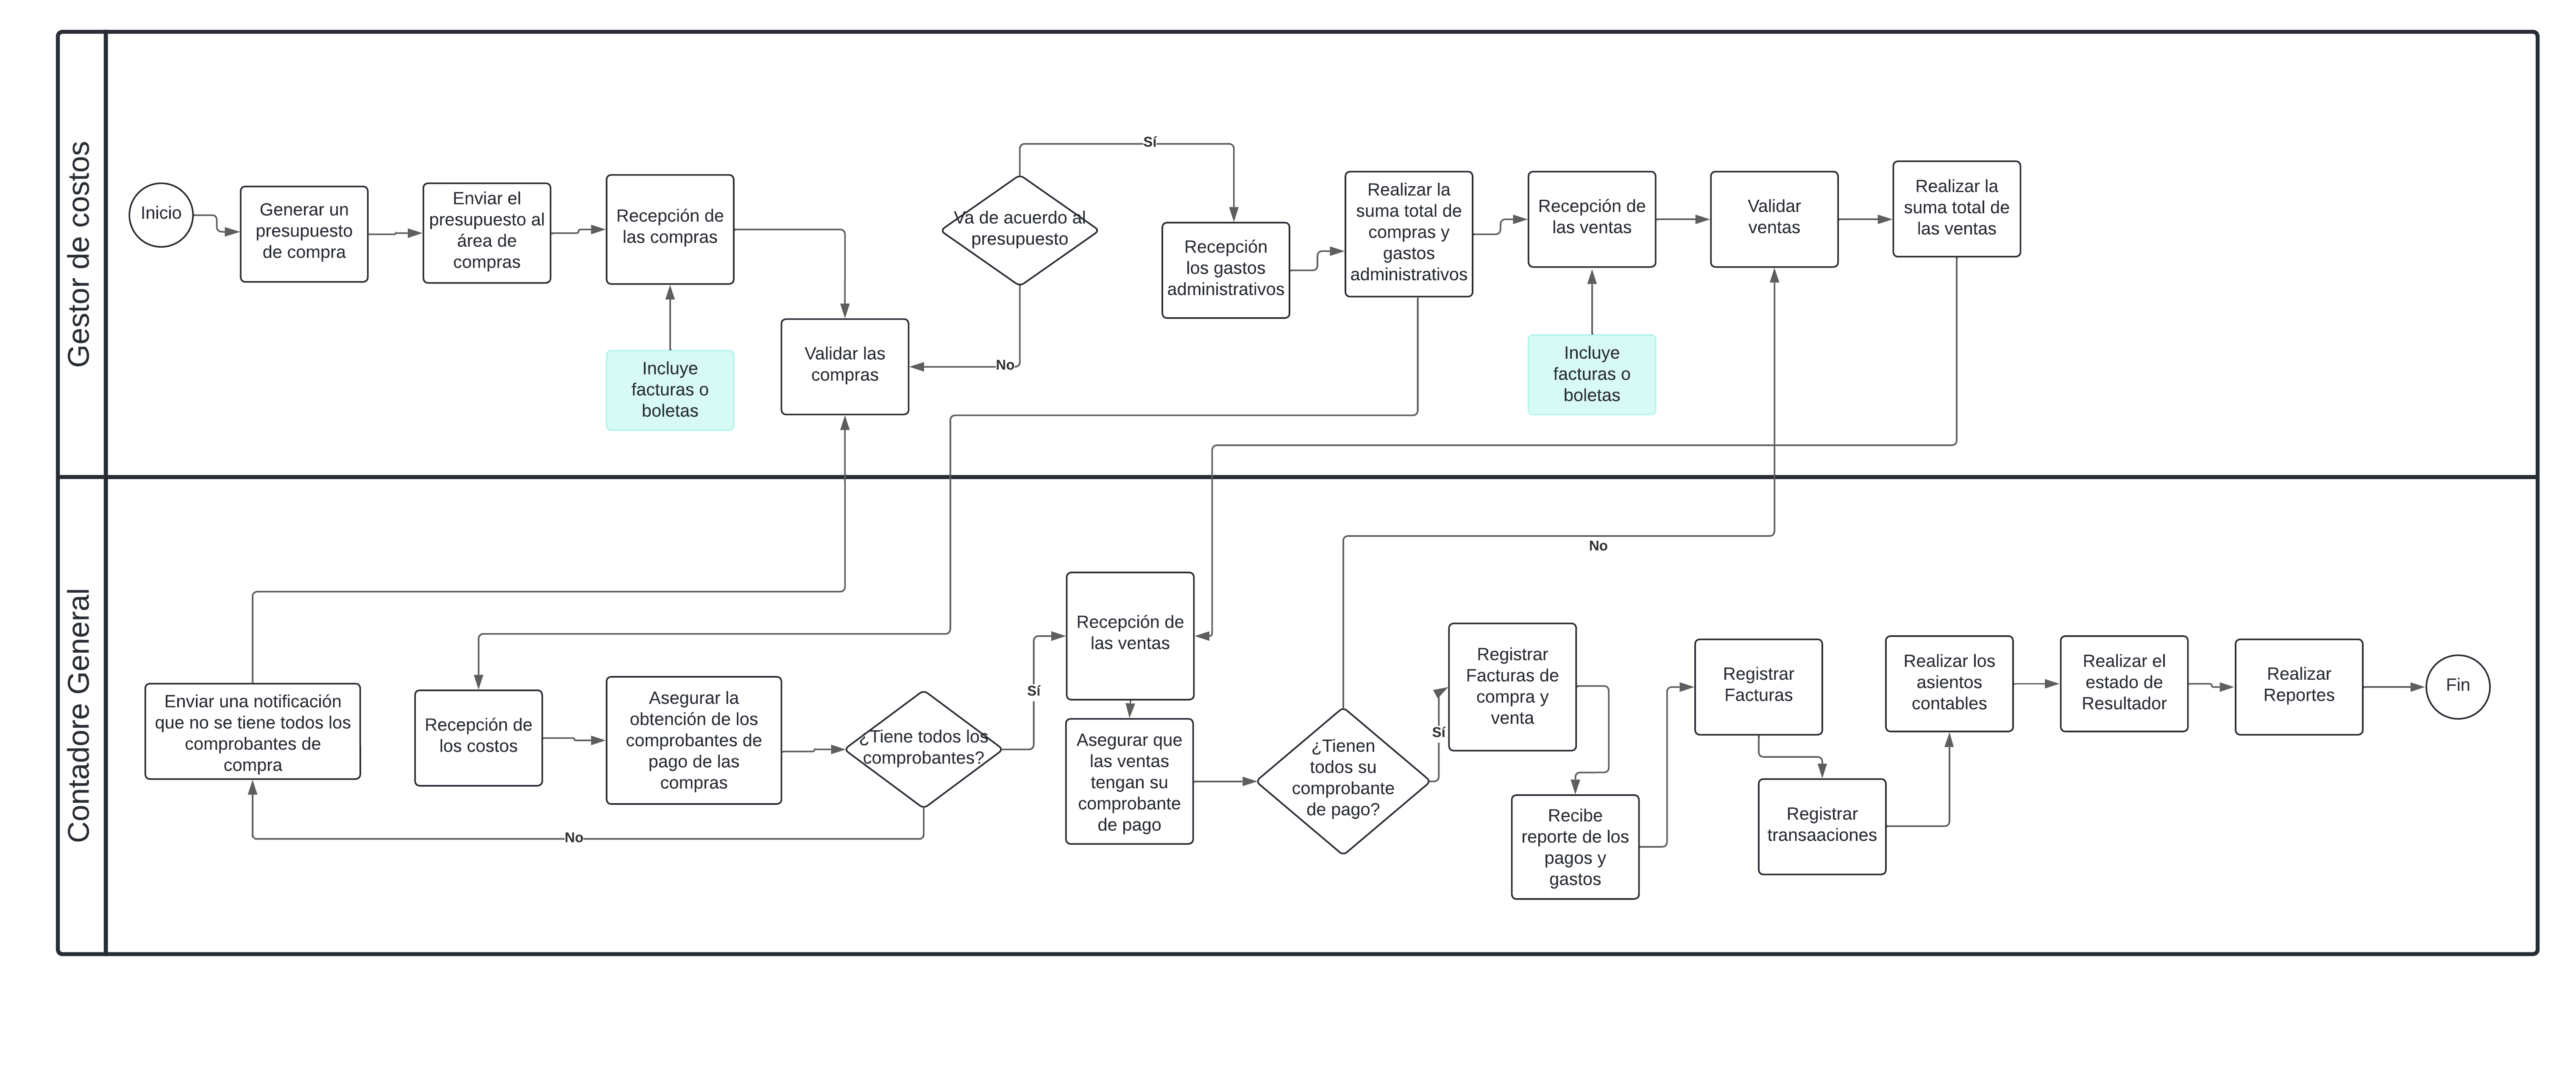 Gestor de costos
Inicio
Generar un
presupuesto
de compra
Enviar el
presupuesto al
área de
compras
Recepción de
las compras
Incluye
facturas o
boletas
Validar las
compras
Va de acuerdo al
presupuesto
Sí
No
Recepción
los gastos
administrativos
Realizar la
suma total de
compras y
gastos
administrativos
Recepción de
las ventas
Incluye
facturas o
boletas
Validar
ventas
Realizar la
suma total de
las ventas
Contadore General
Enviar una notificación
que no se tiene todos los
comprobantes de
compra
Recepción de
los costos
Asegurar la
obtención de los
comprobantes de
pago de las
compras
¿Tiene todos los
comprobantes?
No
Sí
Recepción de
las ventas
Asegurar que
las ventas
tengan su
comprobante
de pago
¿Tienen
todos su
comprobante
de pago?
No
Sí
Registrar
Facturas de
compra y
venta
Recibe
reporte de los
pagos y
gastos
Registrar
Facturas
Registrar
transaaciones
Realizar los
asientos
contables
Realizar el
estado de
Resultador
Realizar
Reportes
Fin